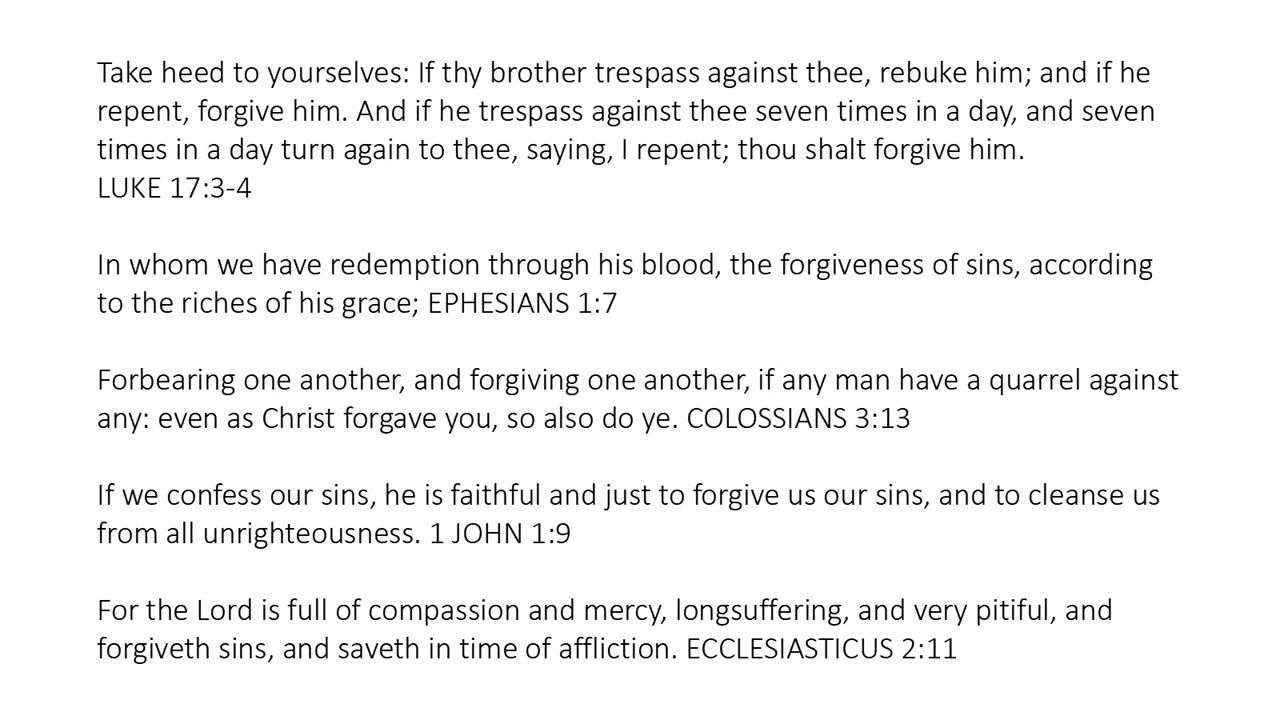 Take heed to yourselves: If thy brother trespass against thee, rebuke him; and if he
repent, forgive him. And if he trespass against thee seven times in a day, and seven
times in a day turn again to thee, saying, I repent; thou shalt forgive him.
LUKE 17:3-4
In whom we have redemption through his blood, the forgiveness of sins, according
to the riches of his grace; EPHESIANS 1:7
Forbearing one another, and forgiving one another, if any man have a quarrel against
any: even as Christ forgave you, so also do ye. COLOSSIANS 3:13
If we confess our sins, he is faithful and just to forgive us our sins, and to cleanse us
from all unrighteousness. 1 JOHN 1:9
For the Lord is full of compassion and mercy, longsuffering, and very pitiful, and
forgiveth sins, and saveth in time of affliction. ECCLESIASTICUS 2:11